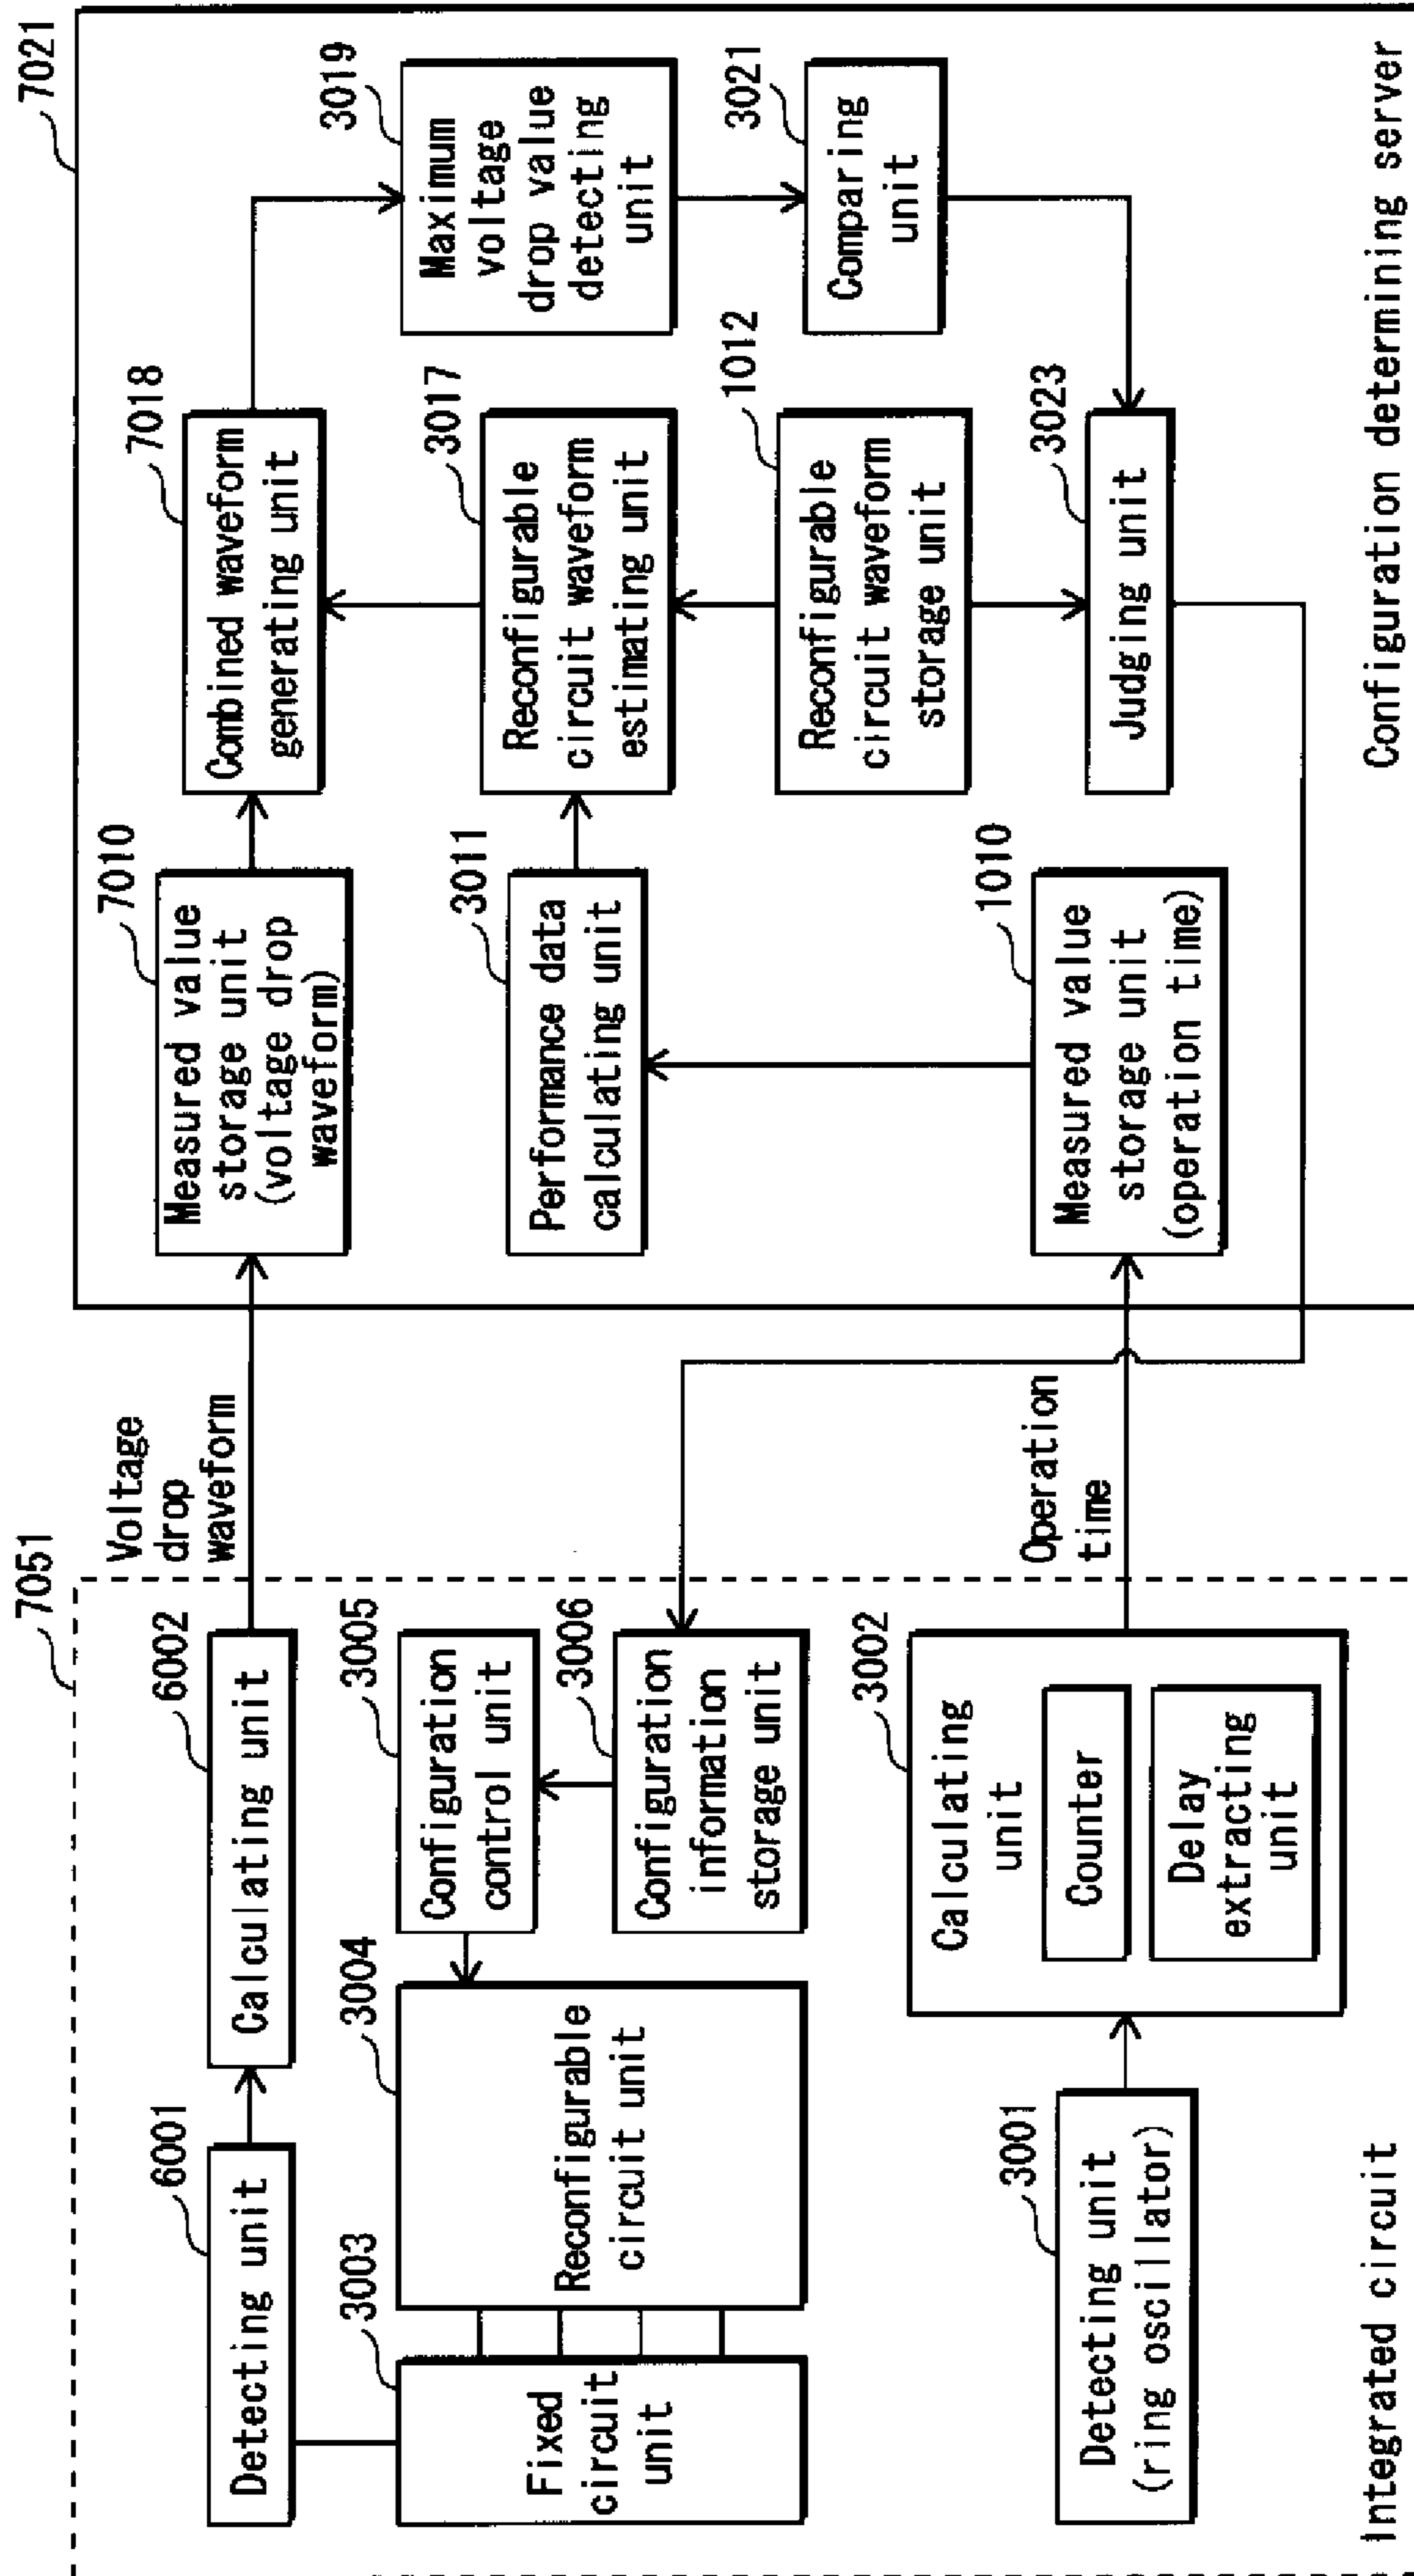 7051
6001
Detecting unit
6002
Calculating unit
Voltage
drop
waveform
3003
Fixed
circuit
unit
3004
Reconfigurable
circuit unit
3005
Configuration
control unit
3006
Configuration
information
storage unit
3001
Detecting unit
(ring oscillator)
3002
Calculating
unit
Counter
Delay
extracting
unit
Operation
time
Integrated circuit
7021
7010
Measured value
storage unit
(voltage drop
waveform)
7018
Combined waveform
generating unit
3019
Maximum
voltage
drop value
detecting
unit
3011
Performance data
calculating unit
3017
Reconfigurable
circuit waveform
estimating unit
1012
Reconfigurable
circuit waveform
storage unit
3021
Comparing
unit
1010
Measured value
storage unit
(operation time)
3023
Judging unit
Configuration determining server